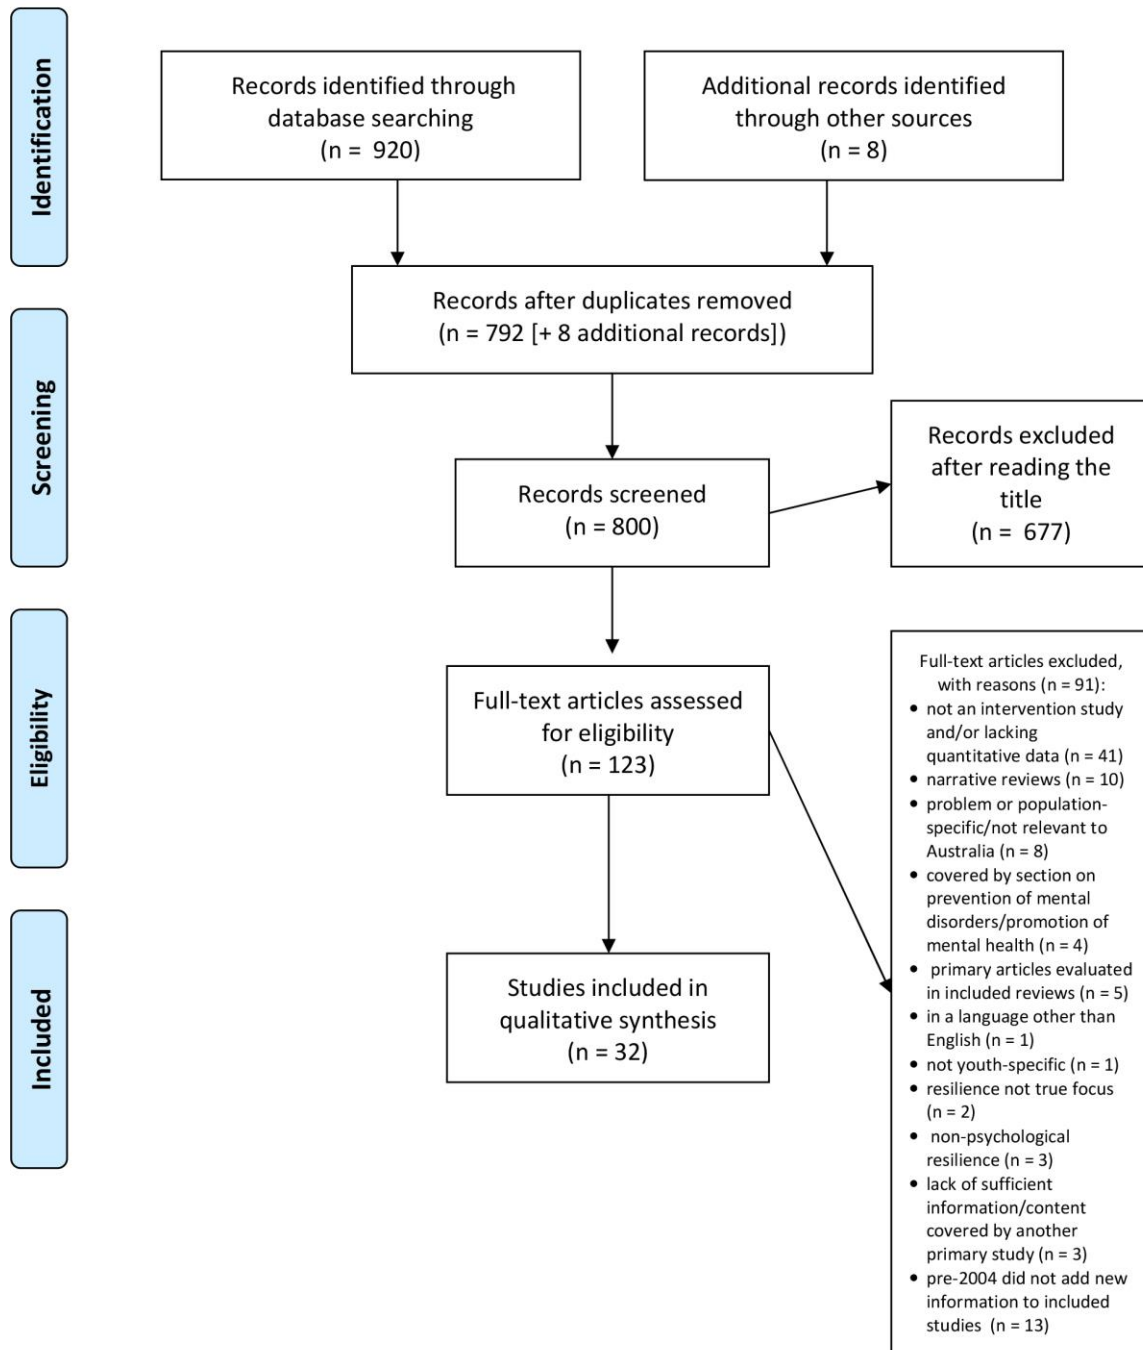 Identification
Records identified through
database searching
(n = 920)
Additional records identified
through other sources
(n = 8)
Records after duplicates removed
(n = 792 [+ 8 additional records])
Screening
Records screened
(n = 800)
Records excluded
after reading the
title
(n = 677)
Eligibility
Full-text articles assessed
for eligibility
(n = 123)
Full-text articles excluded,
with reasons (n = 91):
• not an intervention study
and/or lacking
quantitative data (n = 41)
• narrative reviews (n = 10)
• problem or population-
specific/not relevant to
Australia (n = 8)
• covered by section on
prevention of mental
disorders/promotion of
mental health (n = 4)
• primary articles evaluated
in included reviews (n = 5)
• in a language other than
English (n = 1)
• not youth-specific (n = 1)
• resilience not true focus
(n = 2)
• non-psychological
resilience (n = 3)
• lack of sufficient
information/content
covered by another
primary study (n = 3)
• pre-2004 did not add new
information to included
studies (n = 13)
Included
Studies included in
qualitative synthesis
(n = 32)